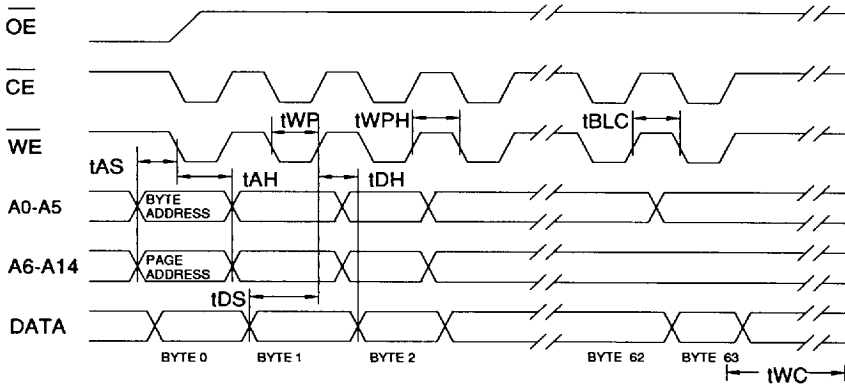 OE
CE
tWP tWPH tBLC
WE
tAS tAH tDH
A0-A5 BYTE ADDRESS
A6-A14 PAGE ADDRESS
tDS
DATA
BYTE 0 BYTE 1 BYTE 2 BYTE 62 BYTE 63
tWC